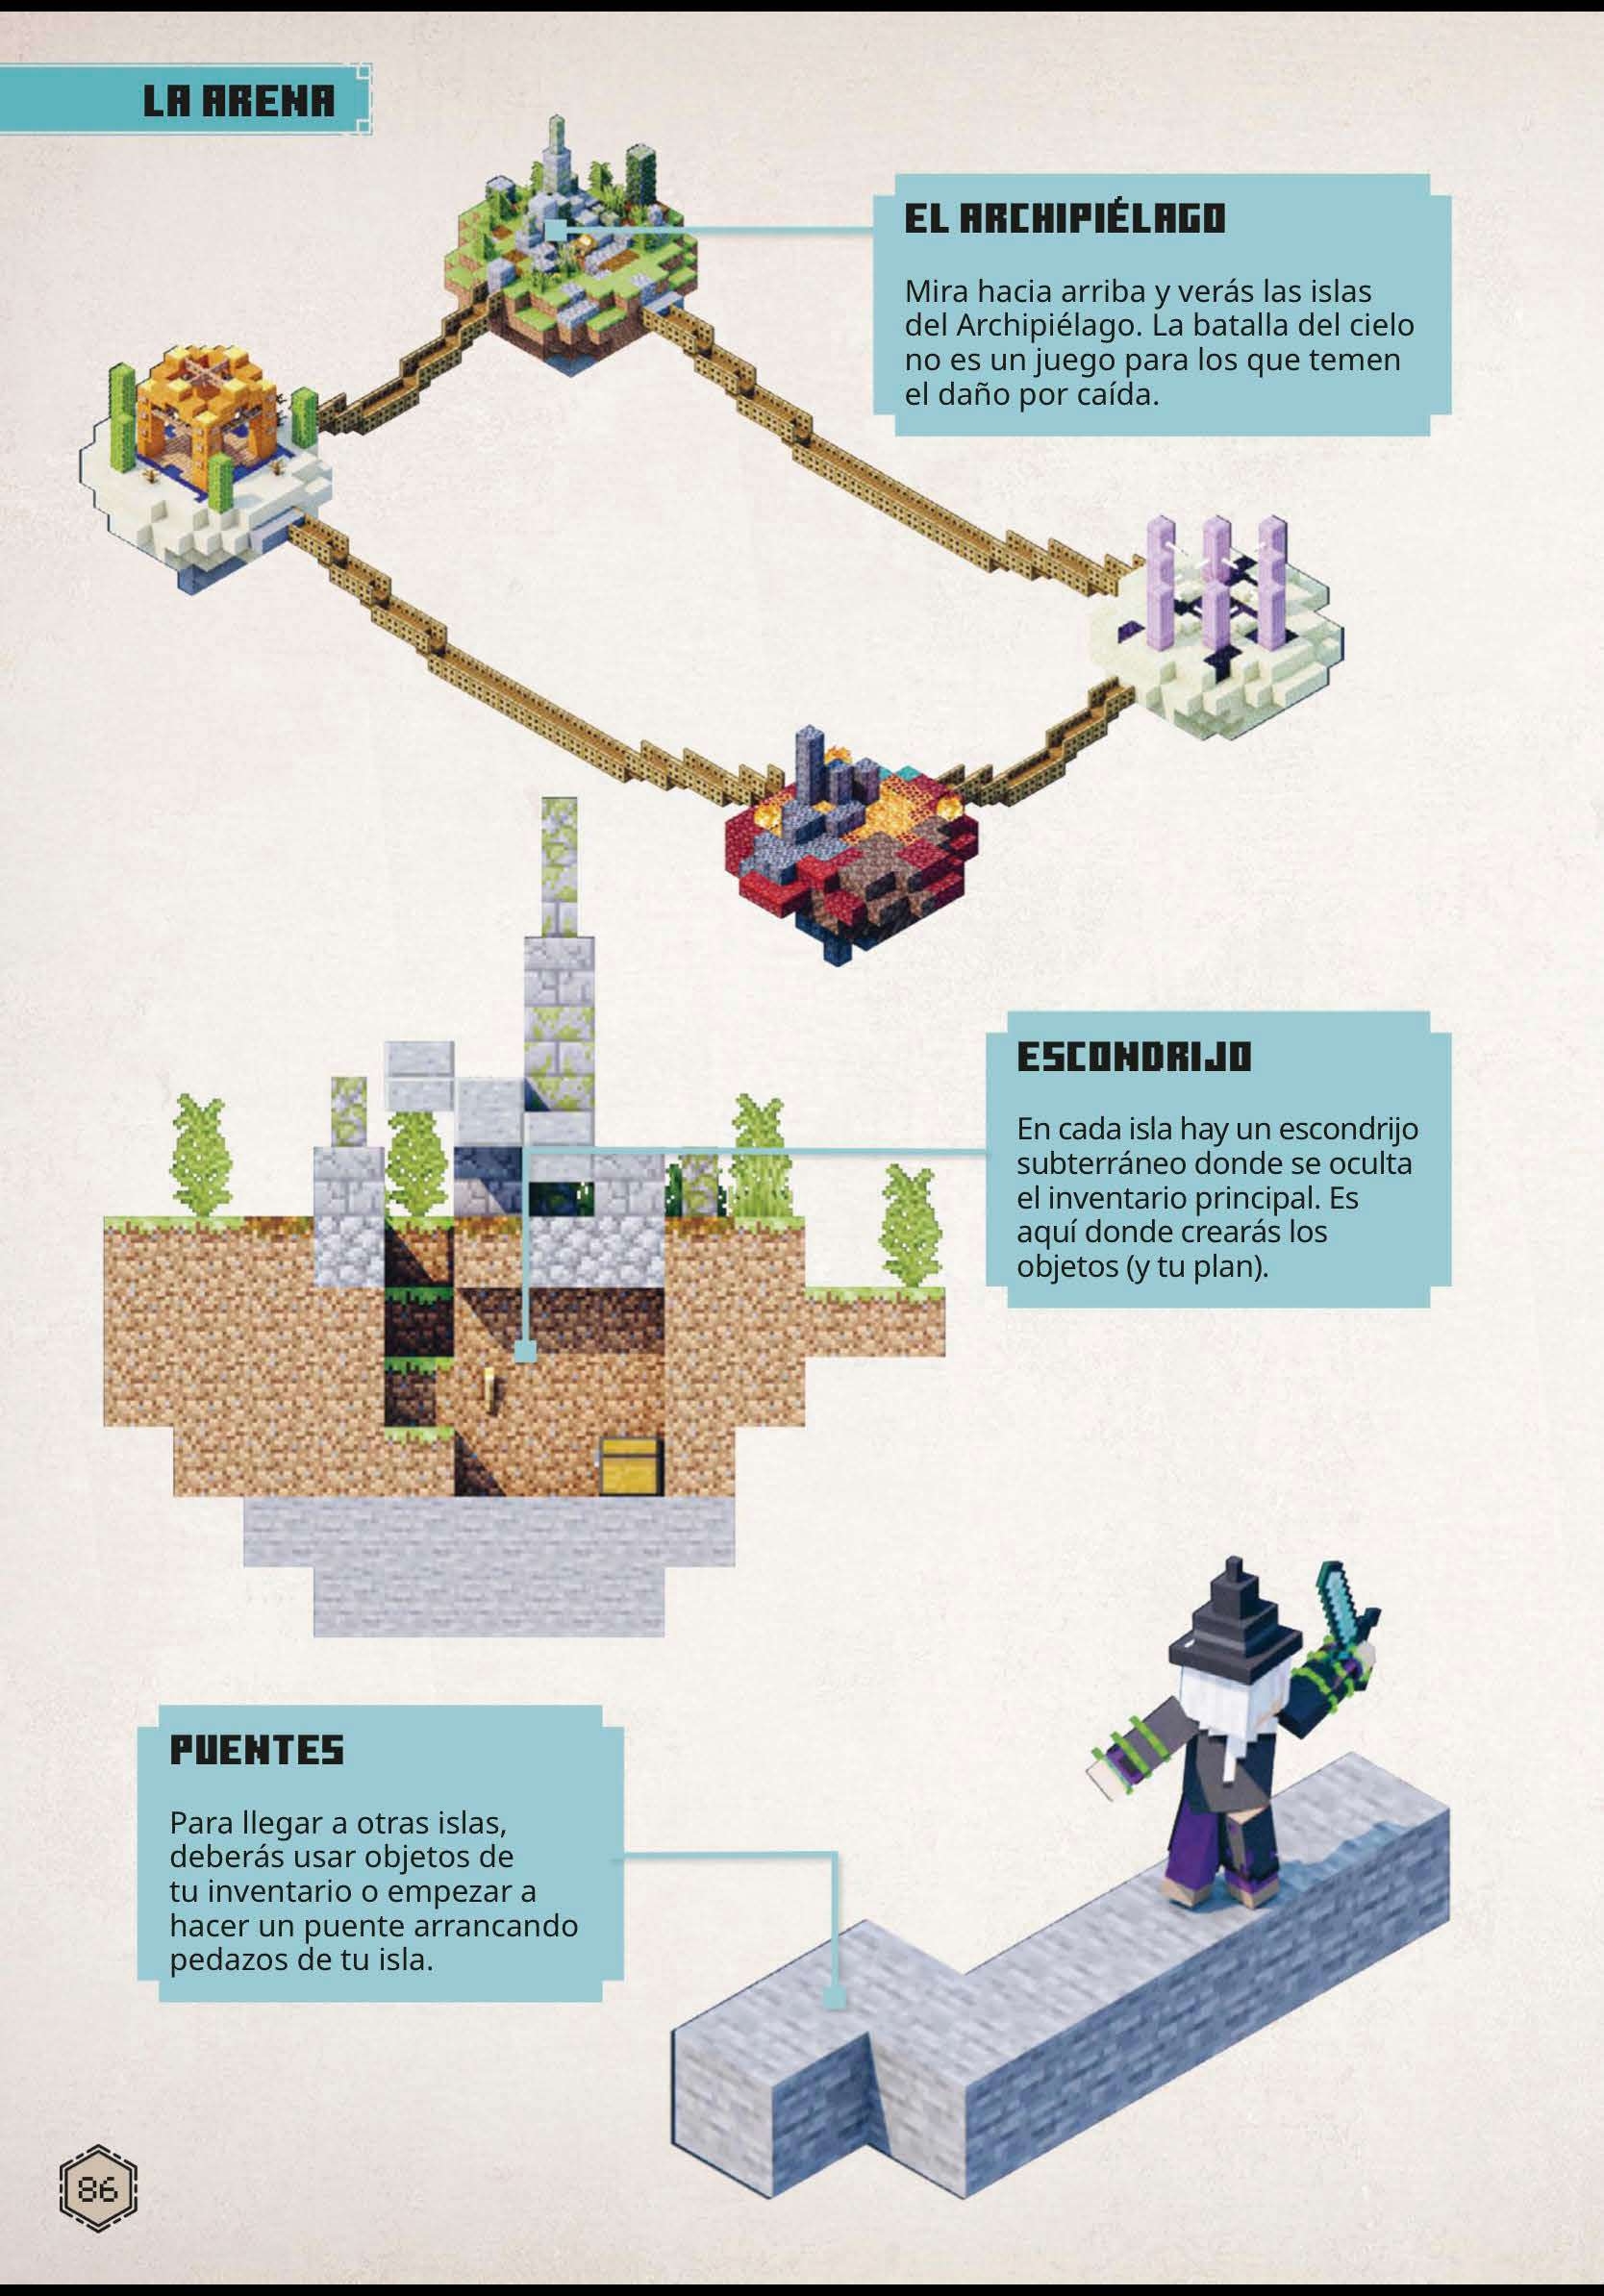 LA ARENA
EL ARCHIPIÉLAGO
Mira hacia arriba y verás las islas
del Archipiélago. La batalla del cielo
no es un juego para los que temen
el daño por caída.
ESCONDRIJO
En cada isla hay un escondrijo
subterráneo donde se oculta
el inventario principal. Es
aquí donde crearás los
objetos (y tu plan).
PUENTES
Para llegar a otras islas,
deberás usar objetos de
tu inventario o empezar a
hacer un puente arrancando
pedazos de tu isla.
86